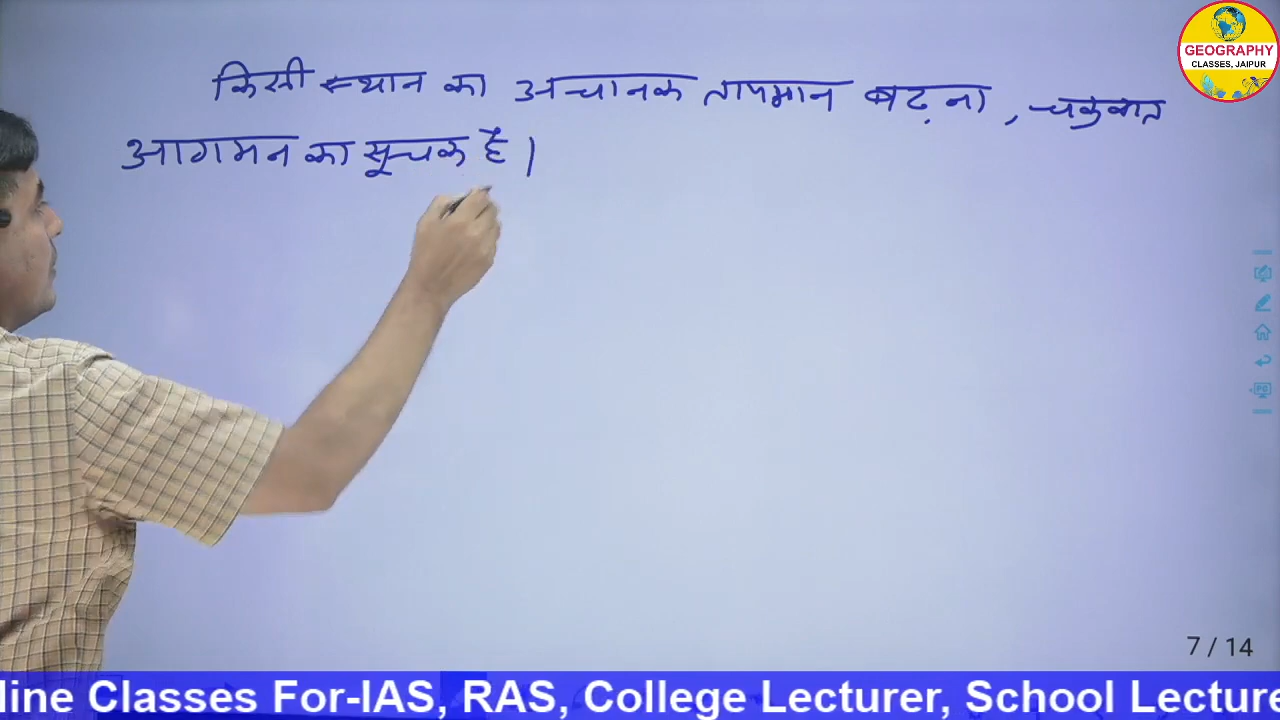 GEOGRAPHY
CLASSES, JAIPUR
किसी स्थान का अचानक तापमान बढ़ना, चक्रवात
आगमन का सूचक है।
7 / 14
line Classes For-IAS, RAS, College Lecturer, School Lecture